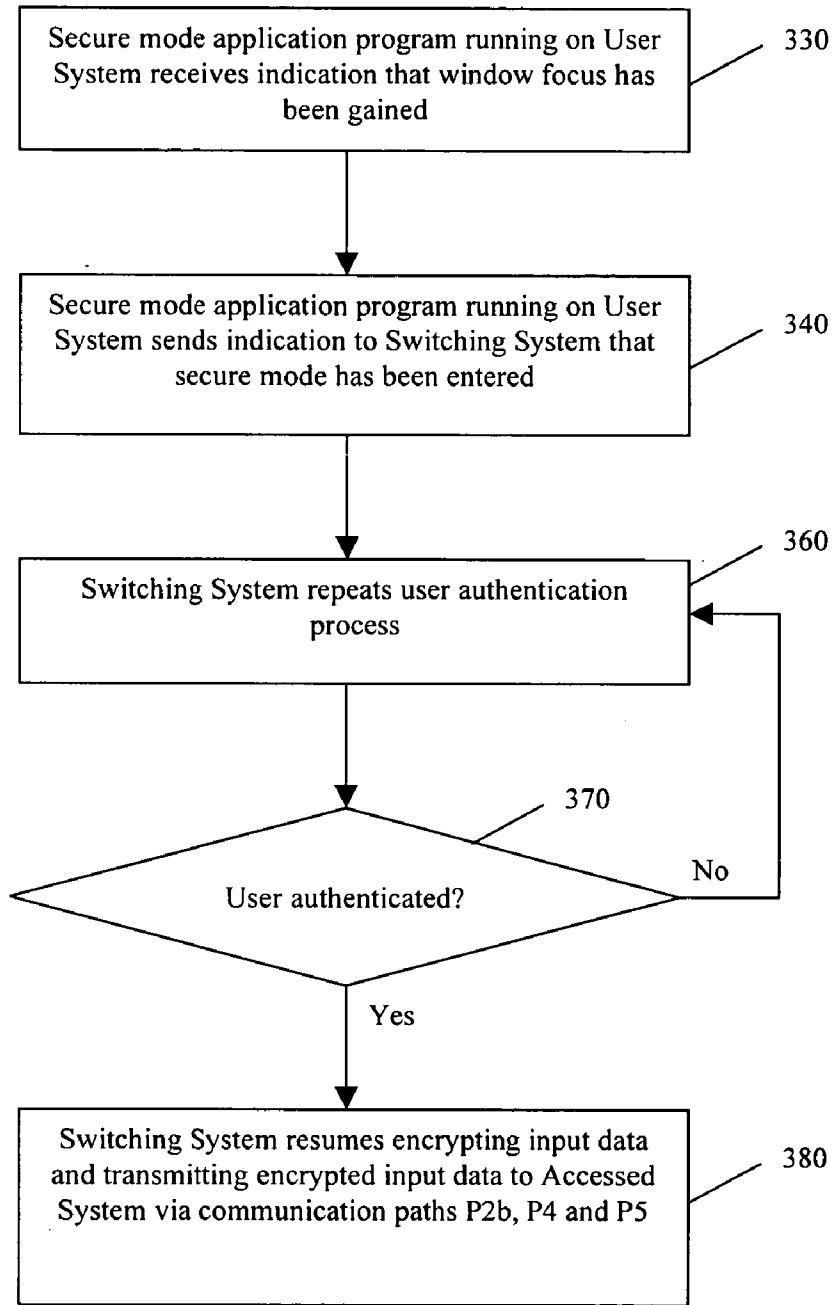 Secure mode application program running on User
System receives indication that window focus has
been gained
330
Secure mode application program running on User
System sends indication to Switching System that
secure mode has been entered
340
Switching System repeats user authentication
process
360
370
User authenticated?
No
Yes
Switching System resumes encrypting input data
and transmitting encrypted input data to Accessed
System via communication paths P2b, P4 and P5
380